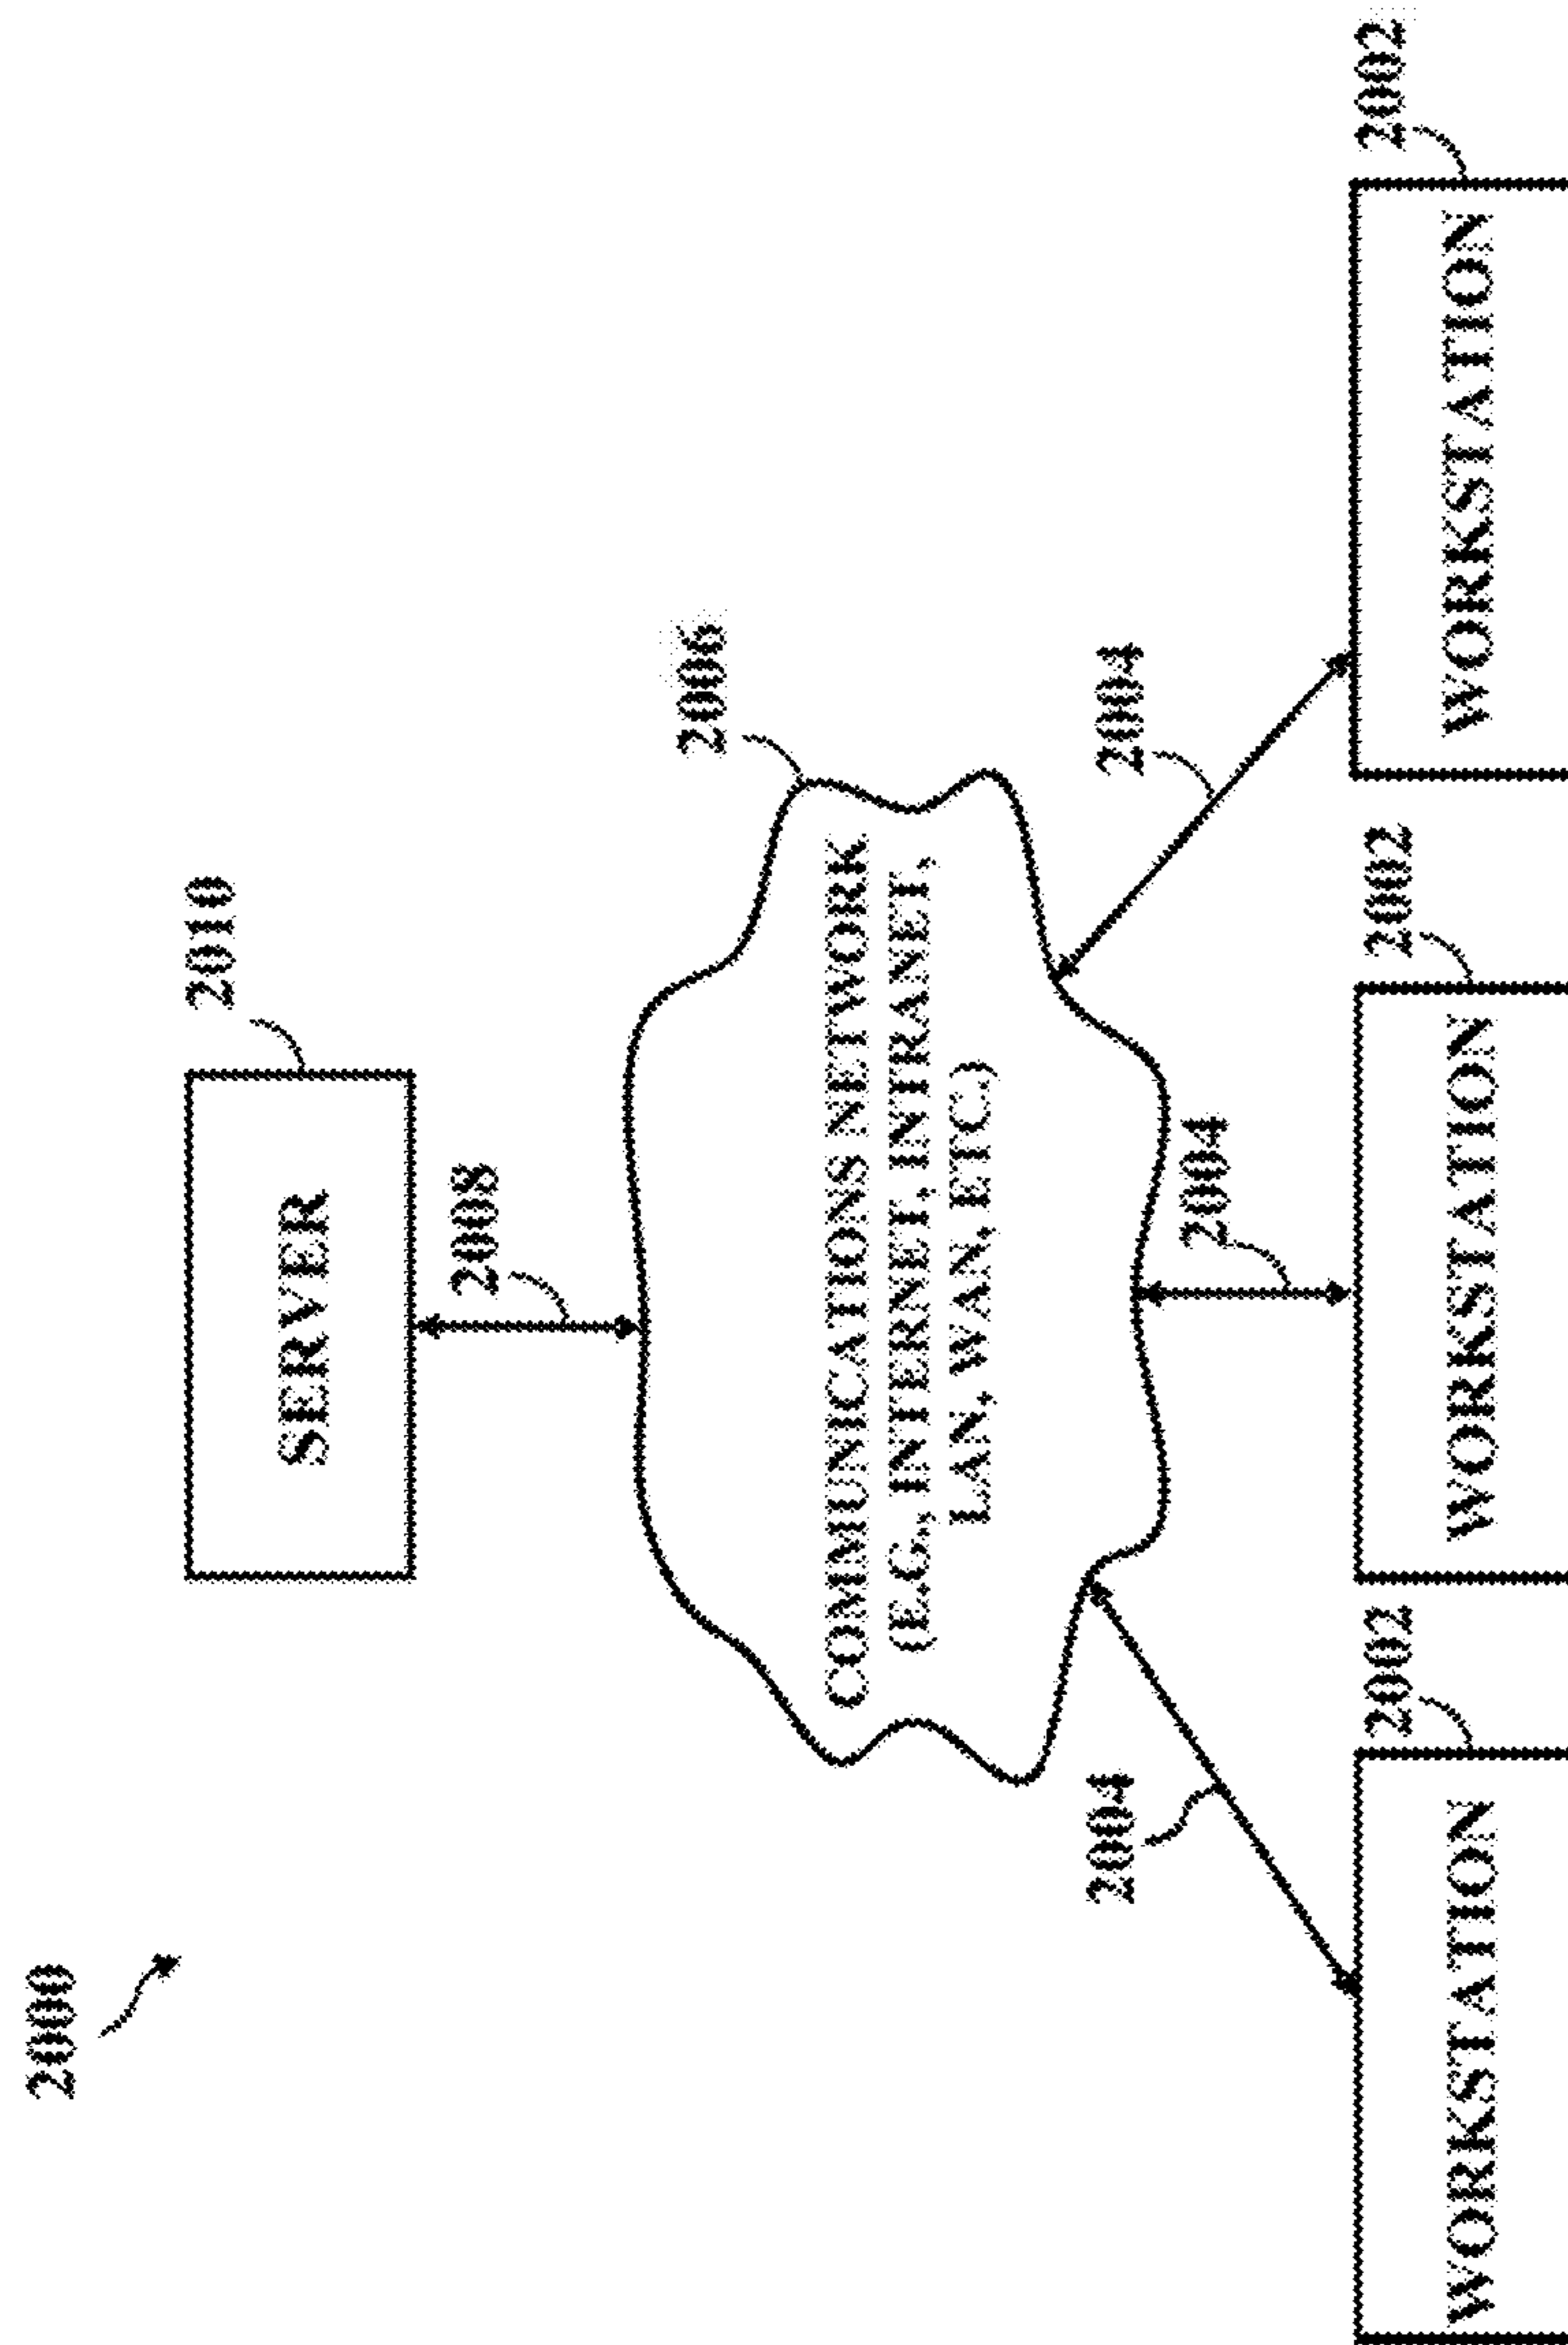 2000
2010
SERVER
2008
2006
COMMUNICATIONS NETWORK
(E.G., INTERNET, INTRANET,
LAN, WAN, ETC.)
2004
2004
2004
2002
2002
2002
WORKSTATION
WORKSTATION
WORKSTATION